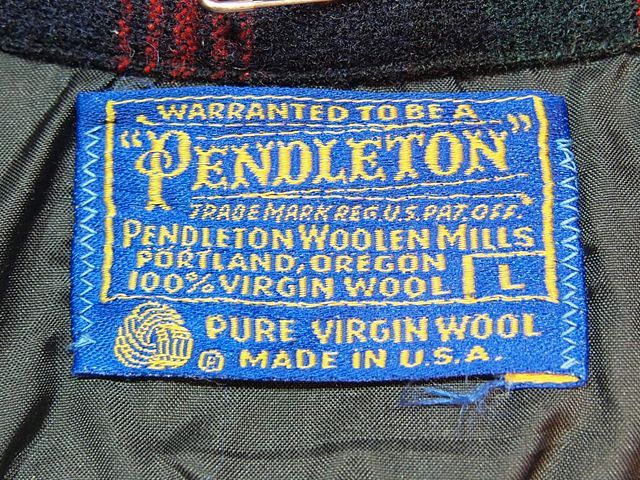 WARRANTED TO BE A
"PENDLETON"
TRADE MARK REG. U.S. PAT. OFF.
PENDLETON WOOLEN MILLS
PORTLAND, OREGON
100% VIRGIN WOOL L
PURE VIRGIN WOOL
® MADE IN U.S.A.